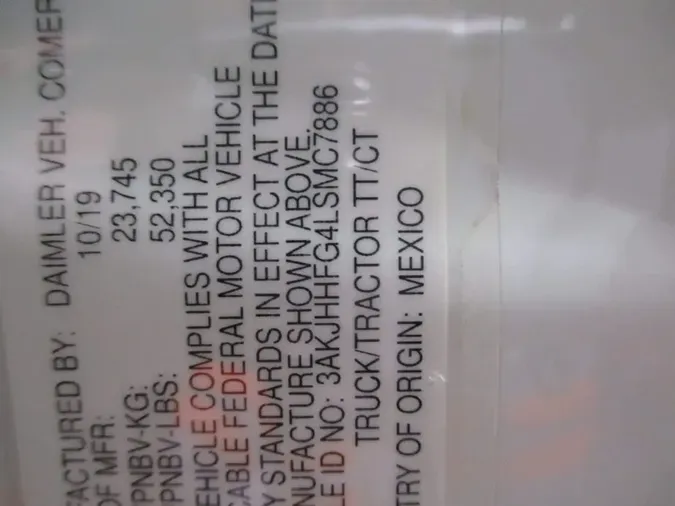 FACTURED BY: DAIMLER VEH. COMER
OF MFR: 10/19
PNBV-KG: 23,745
PNBV-LBS: 52,350
EHICLE COMPLIES WITH ALL
CABLE FEDERAL MOTOR VEHICLE
Y STANDARDS IN EFFECT AT THE DATE
NUFACTURE SHOWN ABOVE.
LE ID NO: 3AKJHHFG4LSMC7886
TRUCK/TRACTOR TT/CT
TRY OF ORIGIN: MEXICO